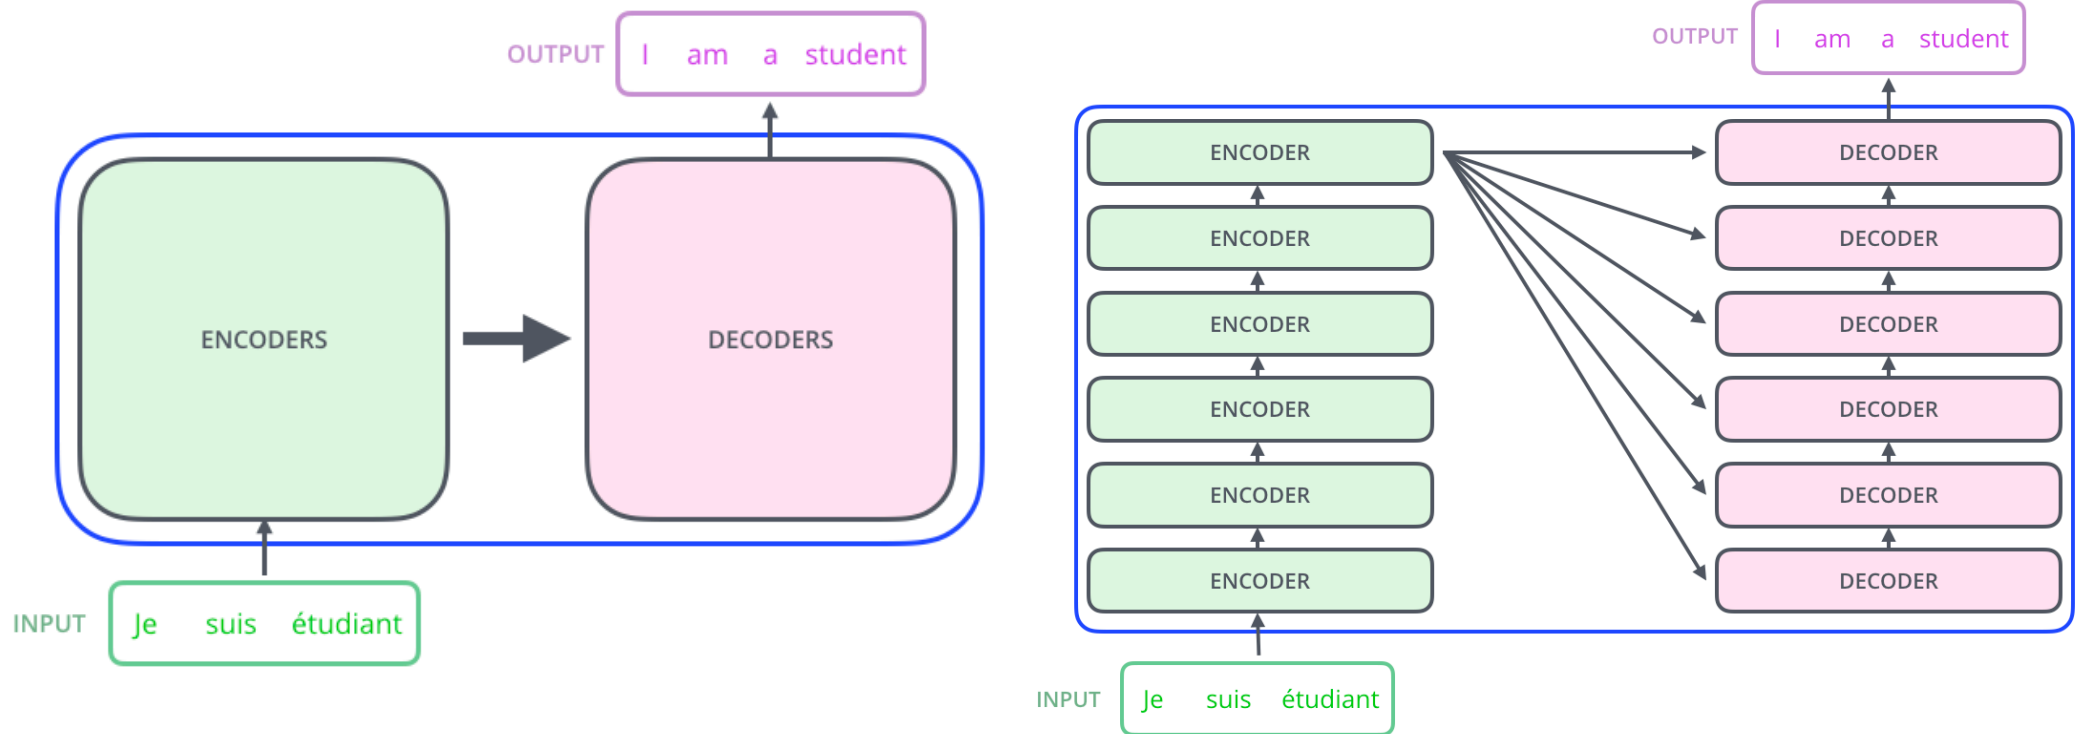 OUTPUT I am a student
ENCODERS DECODERS
INPUT Je suis étudiant
OUTPUT I am a student
ENCODER DECODER
ENCODER DECODER
ENCODER DECODER
ENCODER DECODER
ENCODER DECODER
ENCODER DECODER
INPUT Je suis étudiant